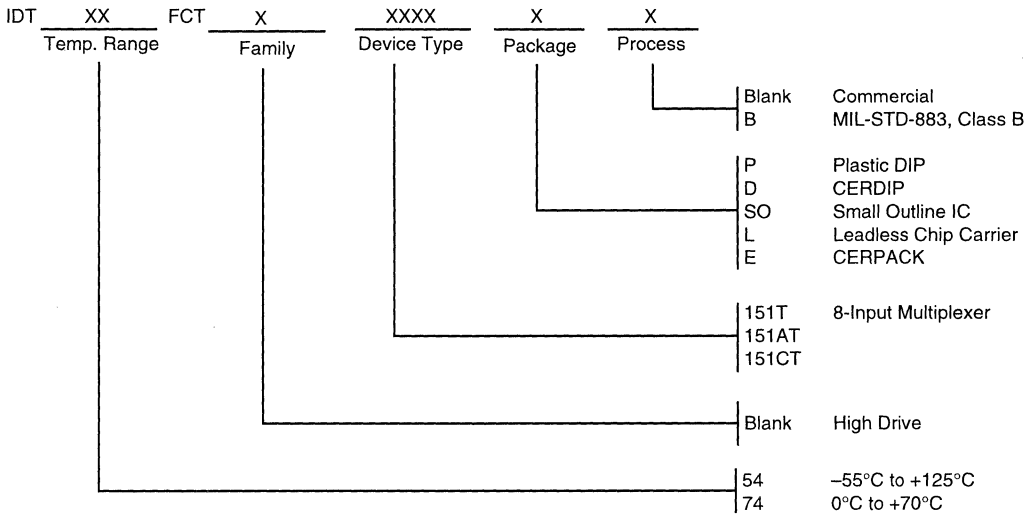 IDT XX FCT X XXXX X X
Temp. Range Family Device Type Package Process
Blank Commercial
B MIL-STD-883, Class B
P Plastic DIP
D CERDIP
SO Small Outline IC
L Leadless Chip Carrier
E CERPACK
151T 8-Input Multiplexer
151AT
151CT
Blank High Drive
54 –55°C to +125°C
74 0°C to +70°C